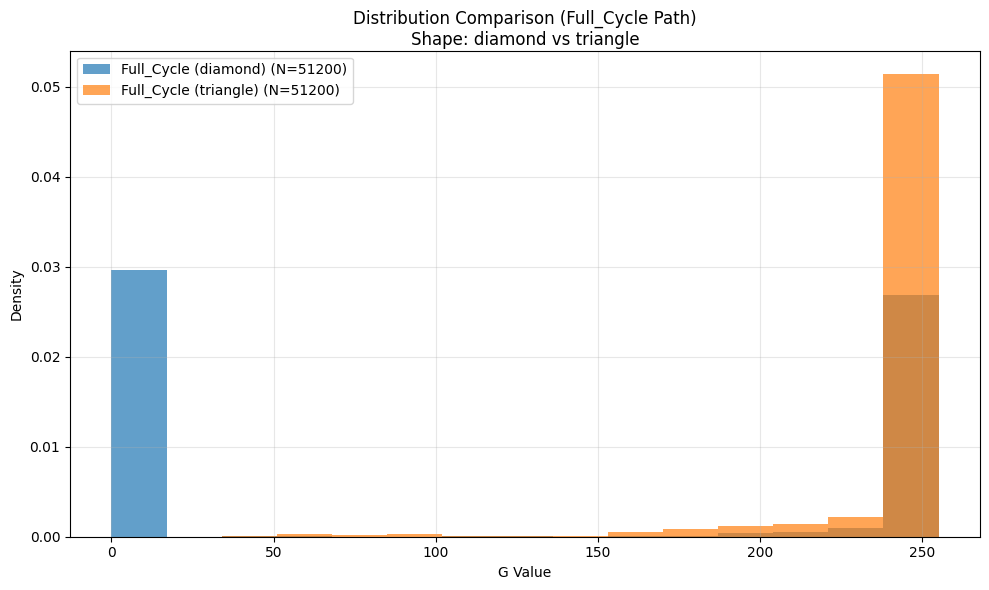 Distribution Comparison (Full_Cycle Path)
Shape: diamond vs triangle
Full_Cycle (diamond) (N=51200)
Full_Cycle (triangle) (N=51200)
0.05
0.04
0.03
0.02
0.01
0.00
Density
0 50 100 150 200 250
G Value